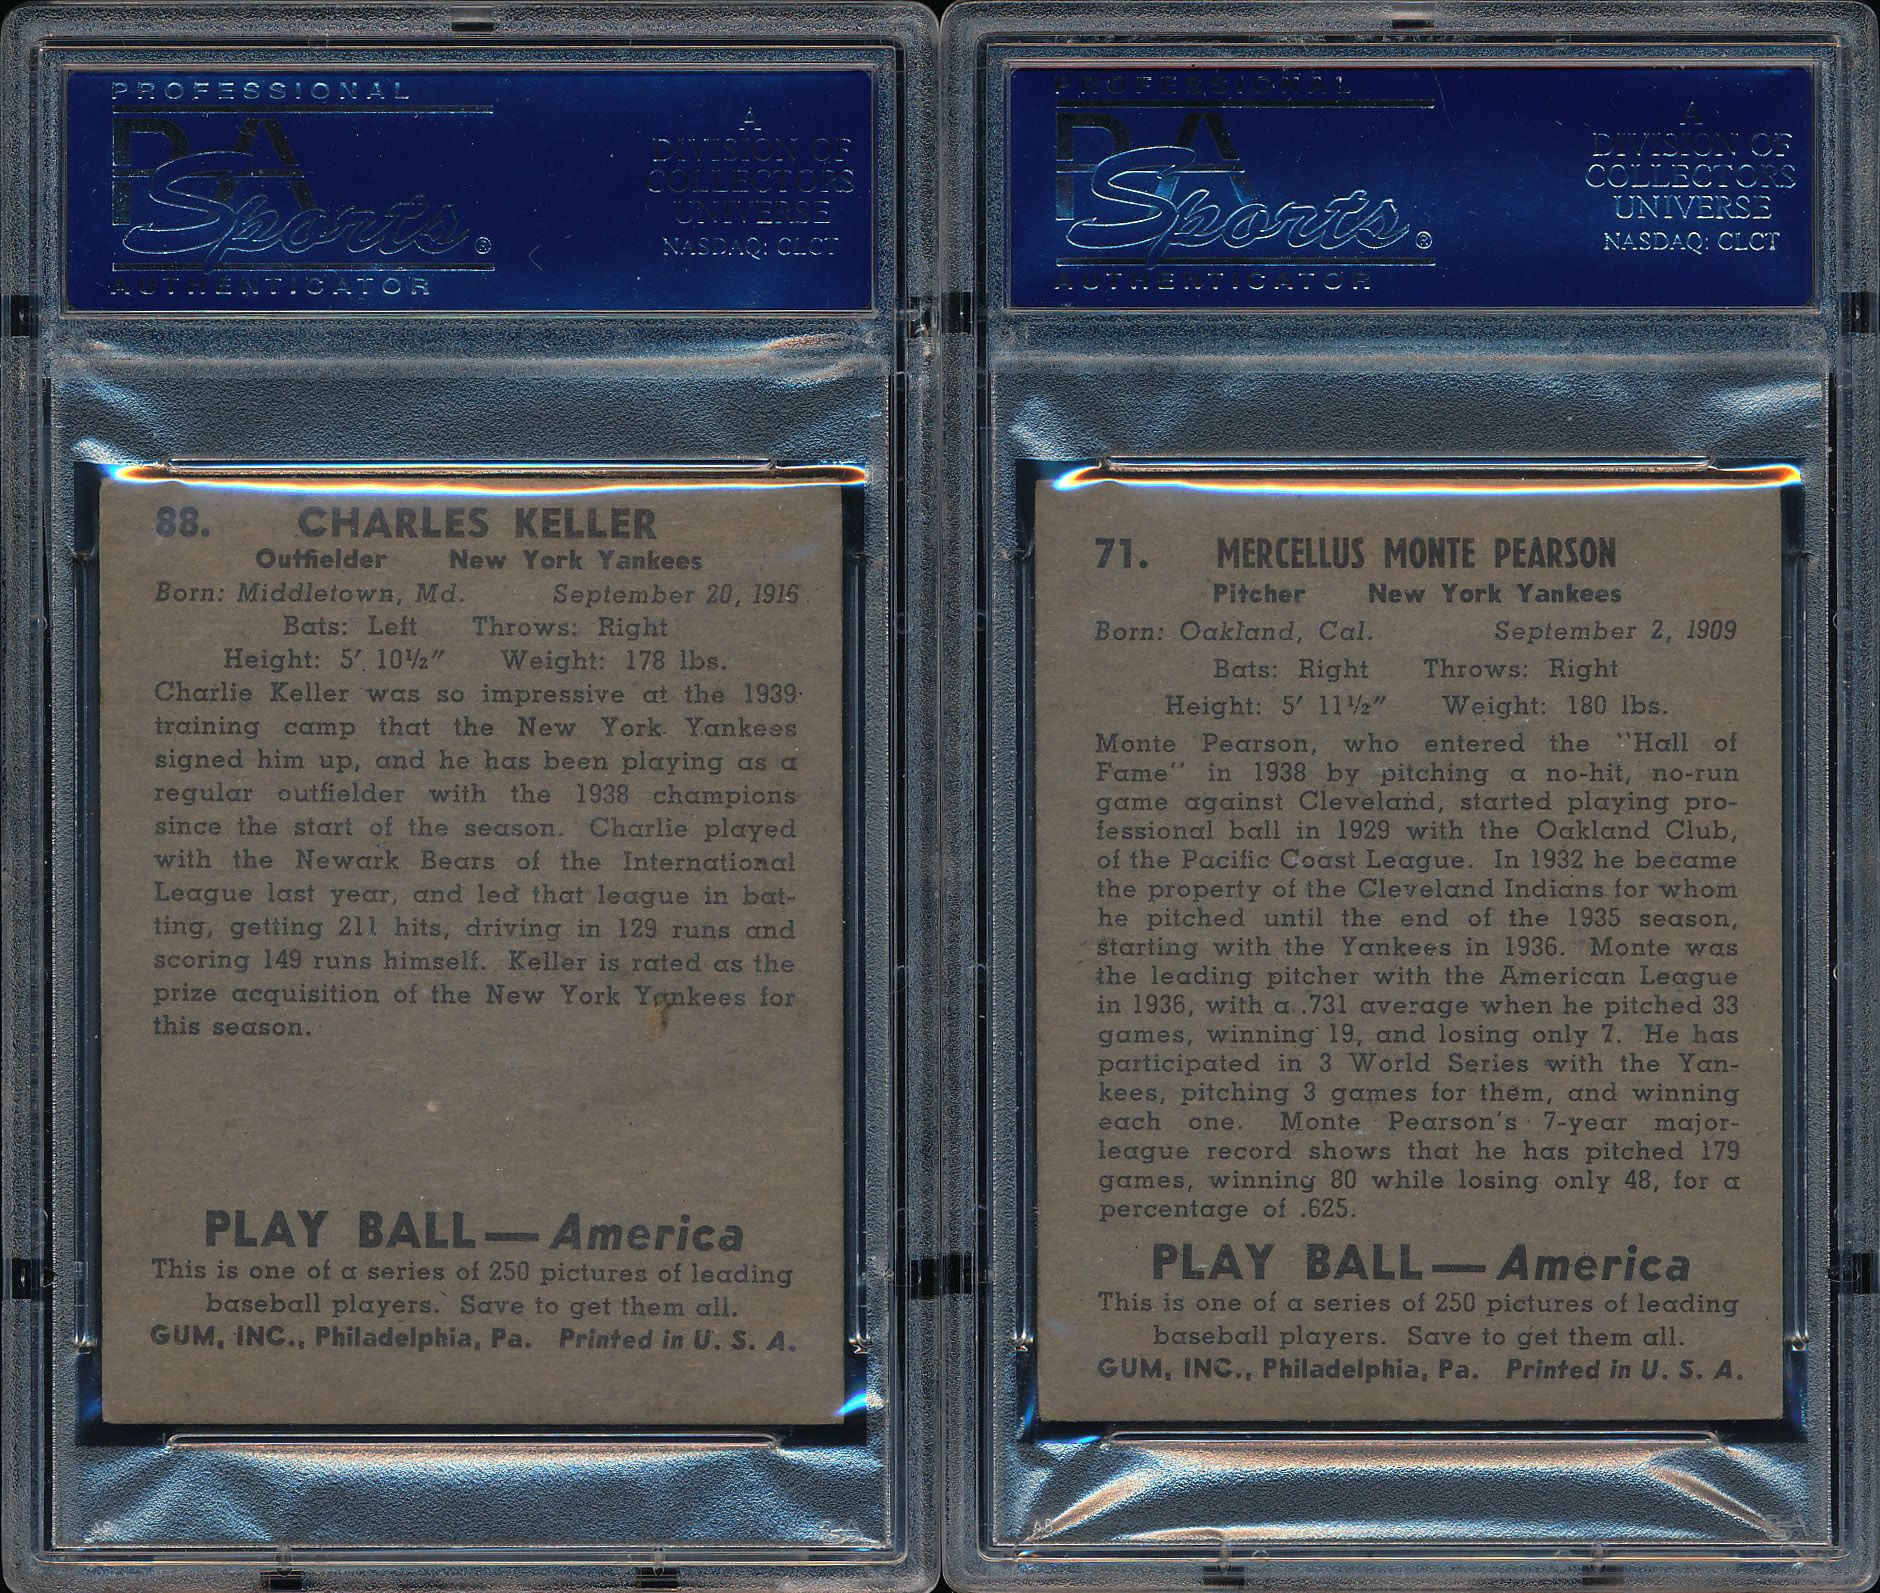 PROFESSIONAL
PSA
Sports®
AUTHENTICATOR
A
DIVISION OF
COLLECTORS
UNIVERSE
NASDAQ: CLCT
88. CHARLES KELLER
Outfielder New York Yankees
Born: Middletown, Md. September 20, 1916
Bats: Left Throws: Right
Height: 5′ 10½″ Weight: 178 lbs.
Charlie Keller was so impressive at the 1939
training camp that the New York Yankees
signed him up, and he has been playing as a
regular outfielder with the 1938 champions
since the start of the season. Charlie played
with the Newark Bears of the International
League last year, and led that league in bat-
ting, getting 211 hits, driving in 129 runs and
scoring 149 runs himself. Keller is rated as the
prize acquisition of the New York Yankees for
this season.
PLAY BALL—America
This is one of a series of 250 pictures of leading
baseball players. Save to get them all.
GUM, INC., Philadelphia, Pa. Printed in U. S. A.
PROFESSIONAL
PSA
Sports®
AUTHENTICATOR
A
DIVISION OF
COLLECTORS
UNIVERSE
NASDAQ: CLCT
71. MERCELLUS MONTE PEARSON
Pitcher New York Yankees
Born: Oakland, Cal. September 2, 1909
Bats: Right Throws: Right
Height: 5′ 11½″ Weight: 180 lbs.
Monte Pearson, who entered the "Hall of
Fame" in 1938 by pitching a no-hit, no-run
game against Cleveland, started playing pro-
fessional ball in 1929 with the Oakland Club,
of the Pacific Coast League. In 1932 he became
the property of the Cleveland Indians for whom
he pitched until the end of the 1935 season,
starting with the Yankees in 1936. Monte was
the leading pitcher with the American League
in 1936, with a .731 average when he pitched 33
games, winning 19, and losing only 7. He has
participated in 3 World Series with the Yan-
kees, pitching 3 games for them, and winning
each one. Monte Pearson's 7-year major-
league record shows that he has pitched 179
games, winning 80 while losing only 48, for a
percentage of .625.
PLAY BALL—America
This is one of a series of 250 pictures of leading
baseball players. Save to get them all.
GUM, INC., Philadelphia, Pa. Printed in U. S. A.